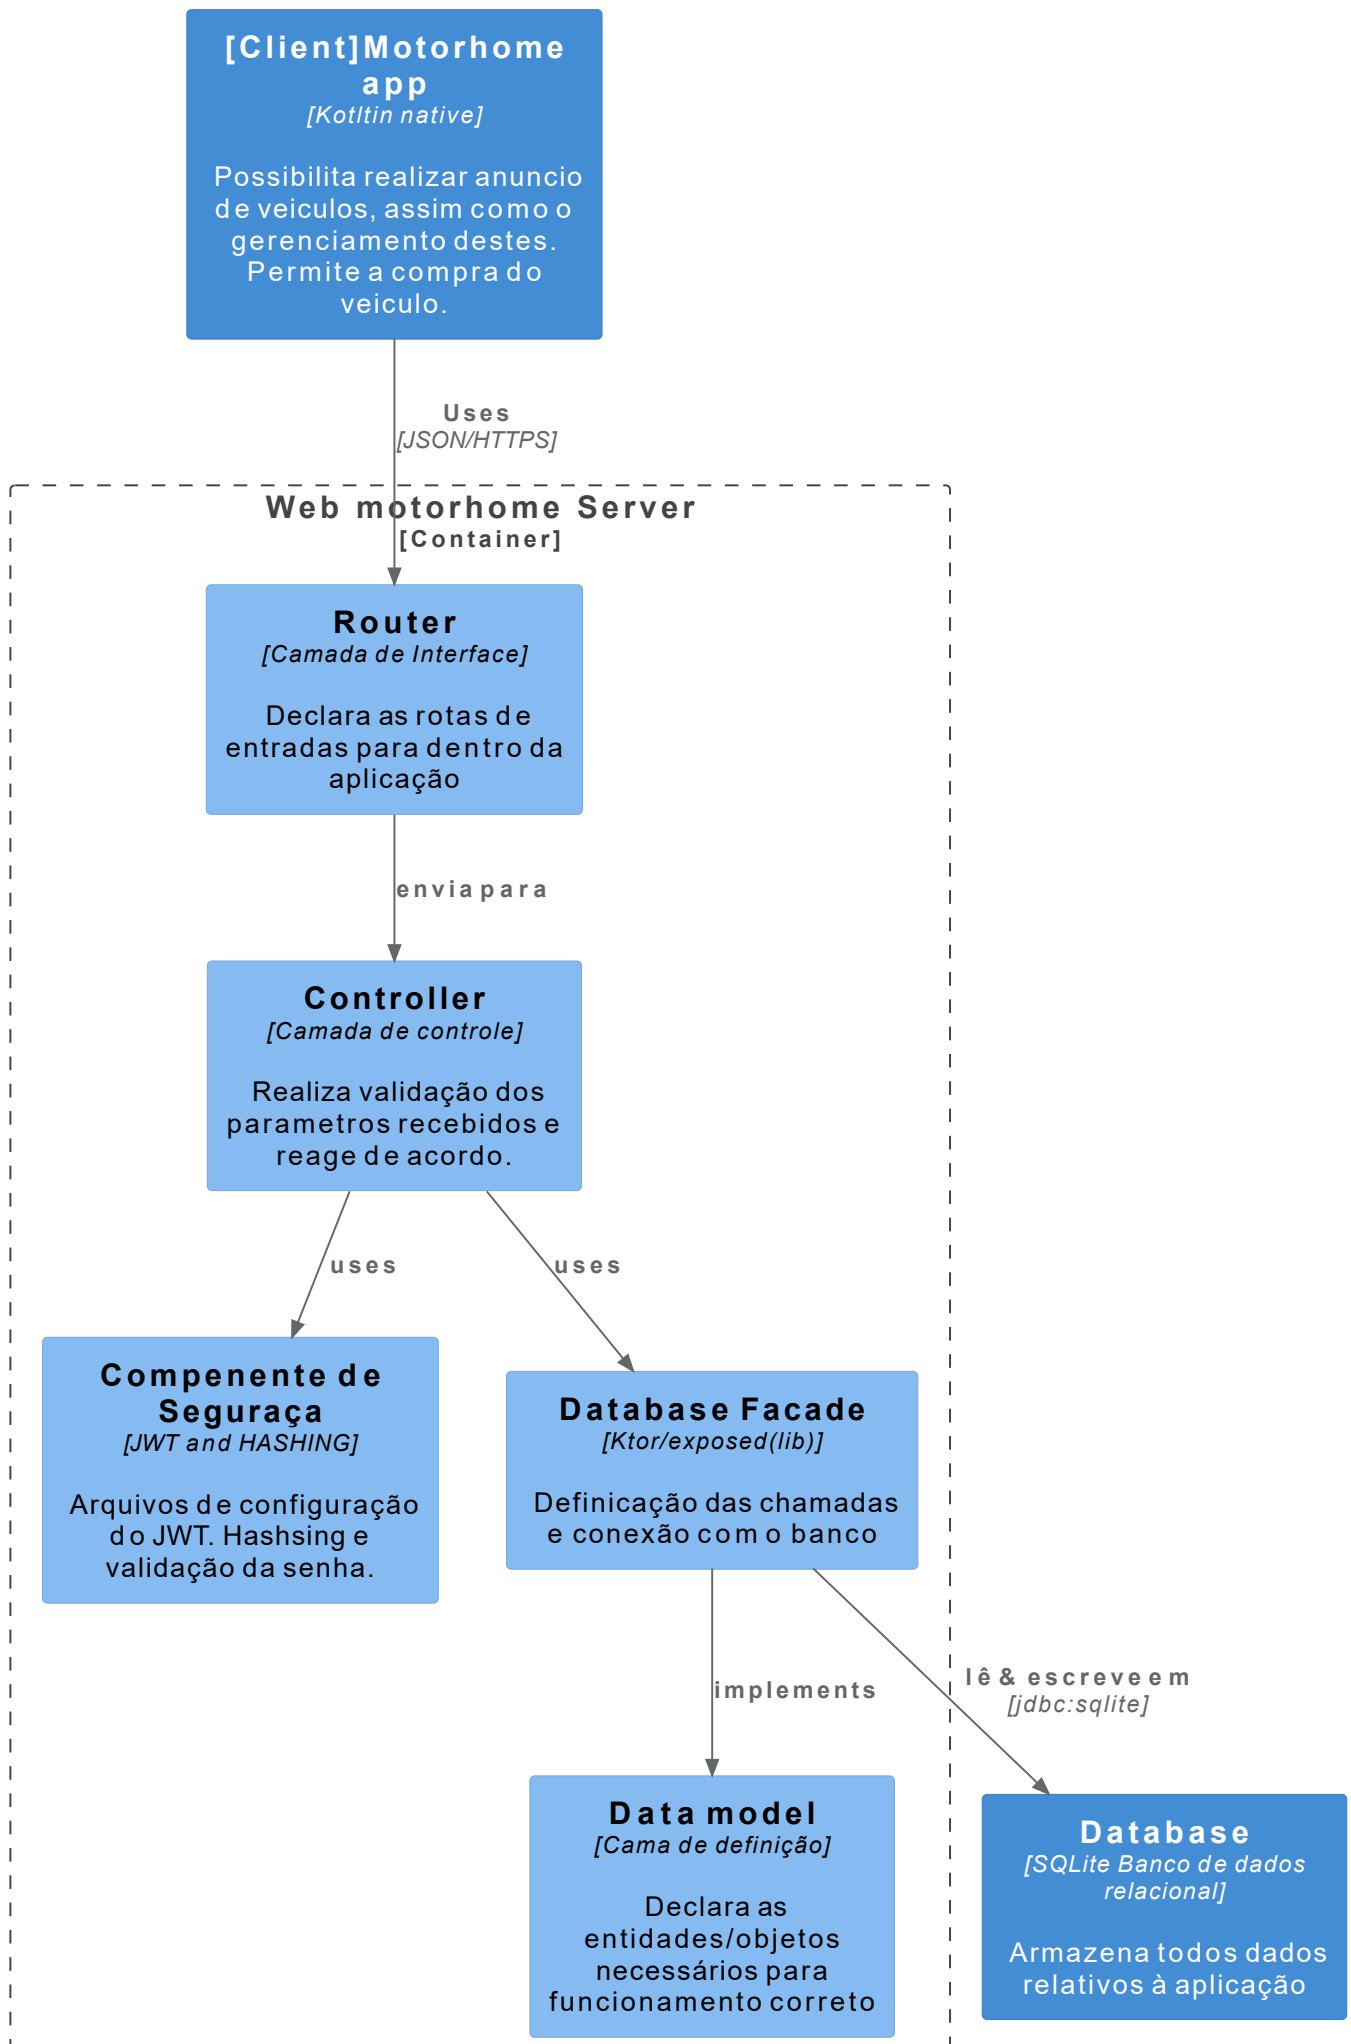 [Client]Motorhome
app
[Kotltin native]
Possibilita realizar anuncio
de veiculos, assim como o
gerenciamento destes.
Permite a compra do
veiculo.
Uses
[JSON/HTTPS]
Web motorhome Server
[Container]
Router
[Camada de Interface]
Declara as rotas de
entradas para dentro da
aplicação
envia para
Controller
[Camada de controle]
Realiza validação dos
parametros recebidos e
reage de acordo.
uses
uses
Compenente de
Seguraça
[JWT and HASHING]
Arquivos de configuração
do JWT. Hashsing e
validação da senha.
Database Facade
[Ktor/exposed(lib)]
Definicação das chamadas
e conexão com o banco
implements
lê & escreve em
[jdbc:sqlite]
Data model
[Cama de definição]
Declara as
entidades/objetos
necessários para
funcionamento correto
Database
[SQLite Banco de dados
relacional]
Armazena todos dados
relativos à aplicação